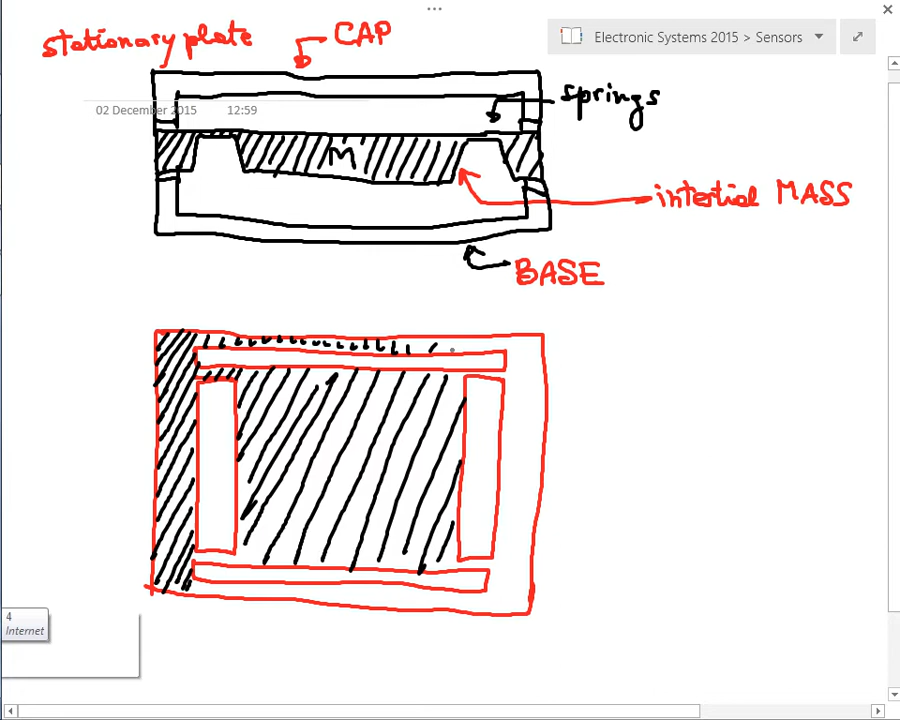 stationary plate
CAP
Electronic Systems 2015 > Sensors
02 December 2015 12:59
springs
M
intertial MASS
BASE
4
Internet